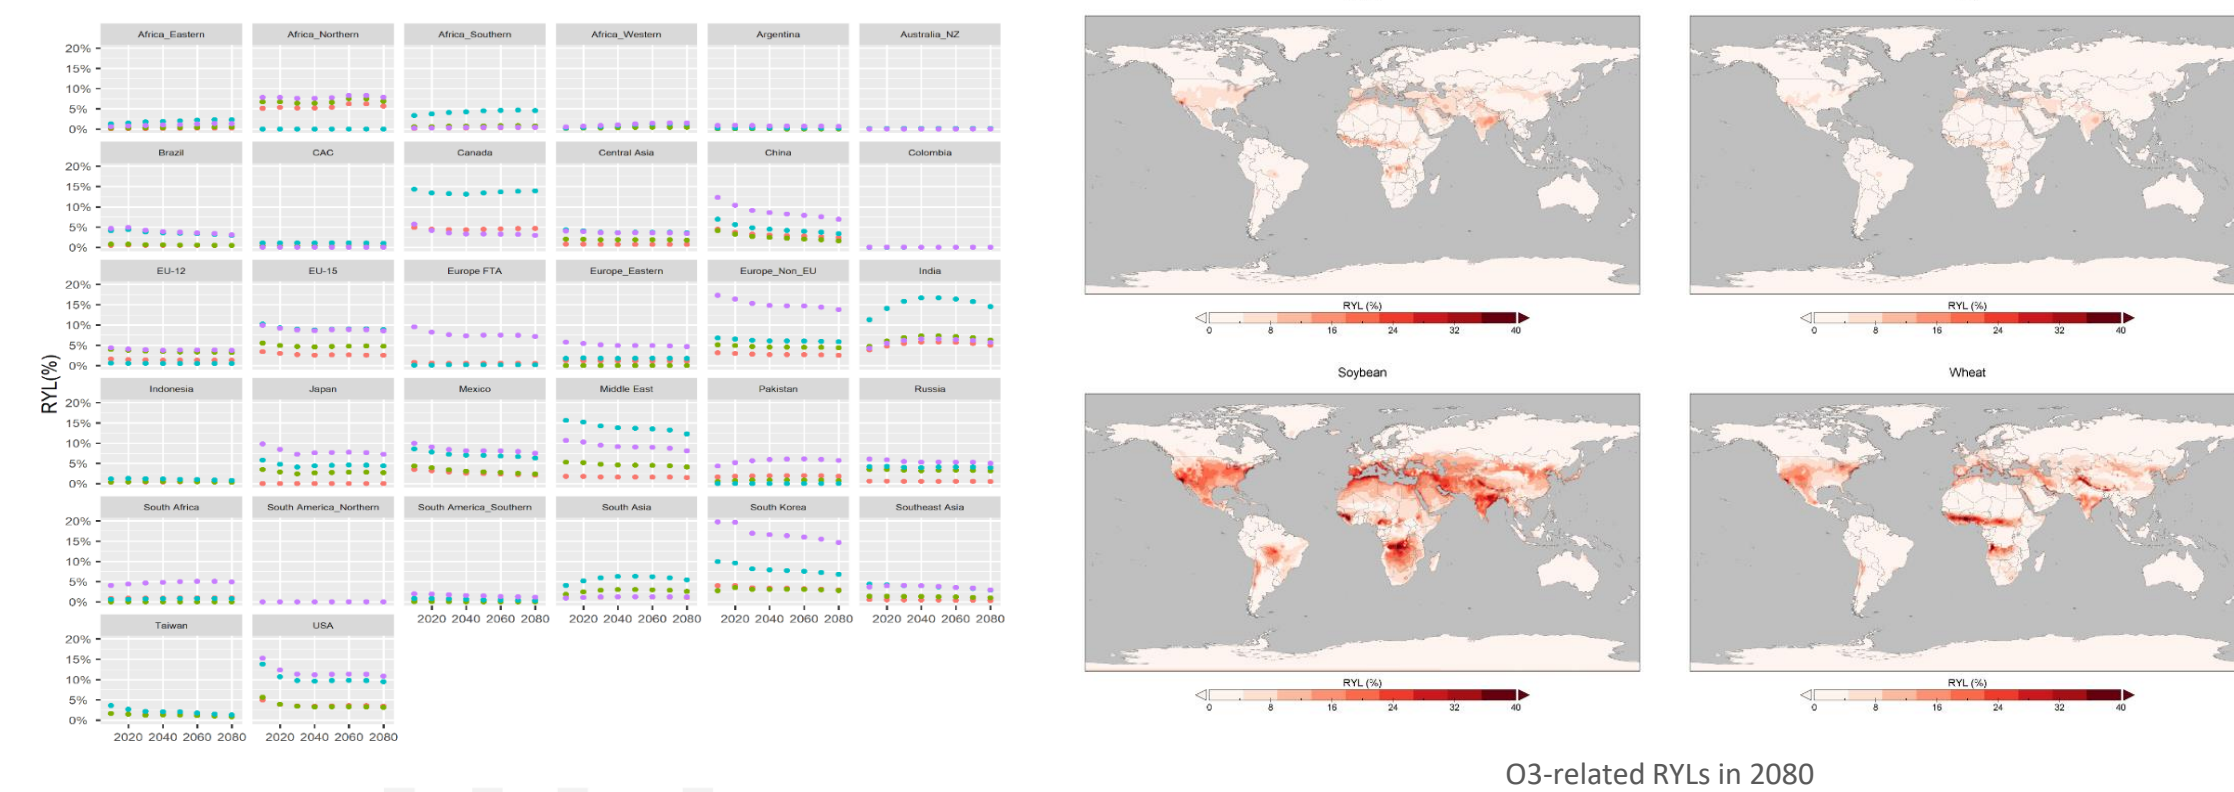 RYL(%)
Africa_Eastern Africa_Northern Africa_Southern Africa_Western Argentina Australia_NZ
20%
15%
10%
5%
0%
Brazil CAC Canada Central Asia China Colombia
20%
15%
10%
5%
0%
EU-12 EU-15 Europe FTA Europe_Eastern Europe_Non_EU India
20%
15%
10%
5%
0%
Indonesia Japan Mexico Middle East Pakistan Russia
20%
15%
10%
5%
0%
South Africa South America_Northern South America_Southern South Asia South Korea Southeast Asia
20%
15%
10%
5%
0%
2020 2040 2060 2080 2020 2040 2060 2080 2020 2040 2060 2080 2020 2040 2060 2080
Taiwan USA
20%
15%
10%
5%
0%
2020 2040 2060 2080 2020 2040 2060 2080
RYL (%)
0 8 16 24 32 40
RYL (%)
0 8 16 24 32 40
Soybean
RYL (%)
0 8 16 24 32 40
Wheat
RYL (%)
0 8 16 24 32 40
O3-related RYLs in 2080